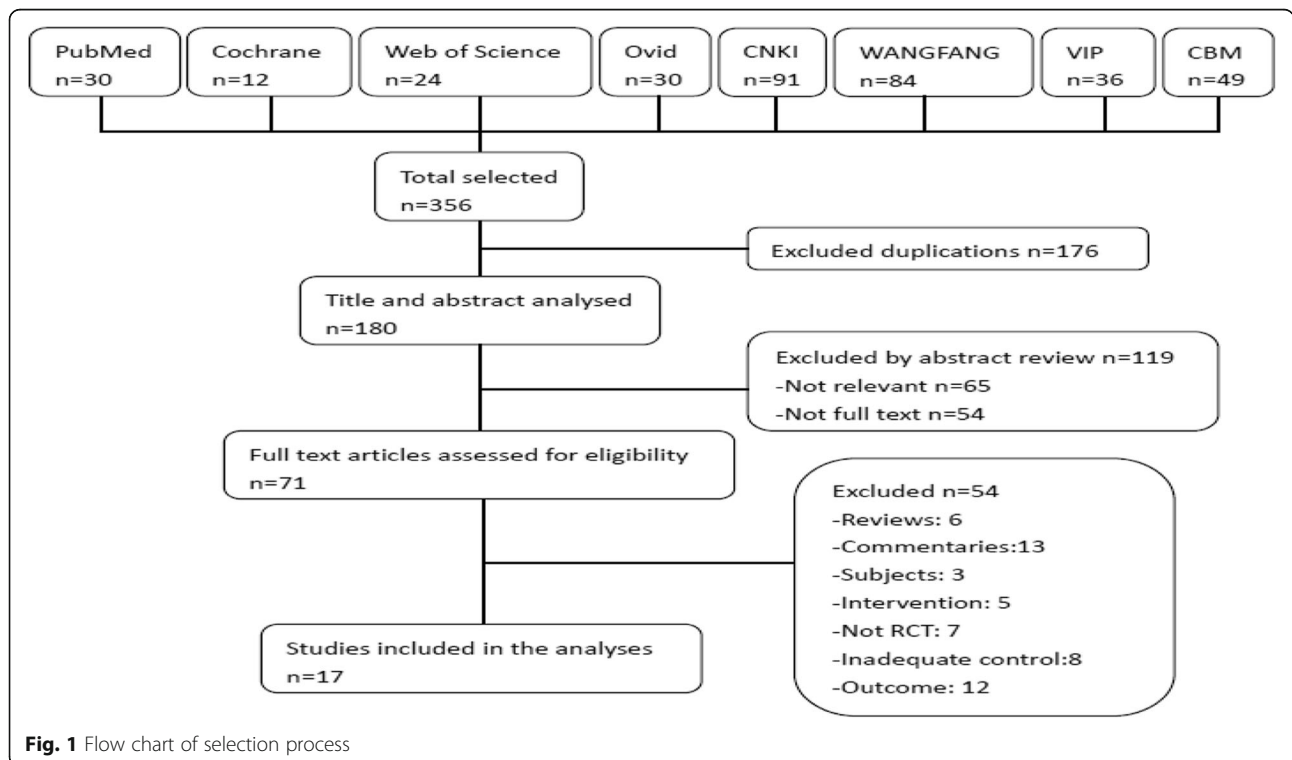 PubMed
n=30
Cochrane
n=12
Web of Science
n=24
Ovid
n=30
CNKI
n=91
WANGFANG
n=84
VIP
n=36
CBM
n=49
Total selected
n=356
Excluded duplications n=176
Title and abstract analysed
n=180
Excluded by abstract review n=119
-Not relevant n=65
-Not full text n=54
Full text articles assessed for eligibility
n=71
Excluded n=54
-Reviews: 6
-Commentaries:13
-Subjects: 3
-Intervention: 5
-Not RCT: 7
-Inadequate control:8
-Outcome: 12
Studies included in the analyses
n=17
Fig. 1 Flow chart of selection process